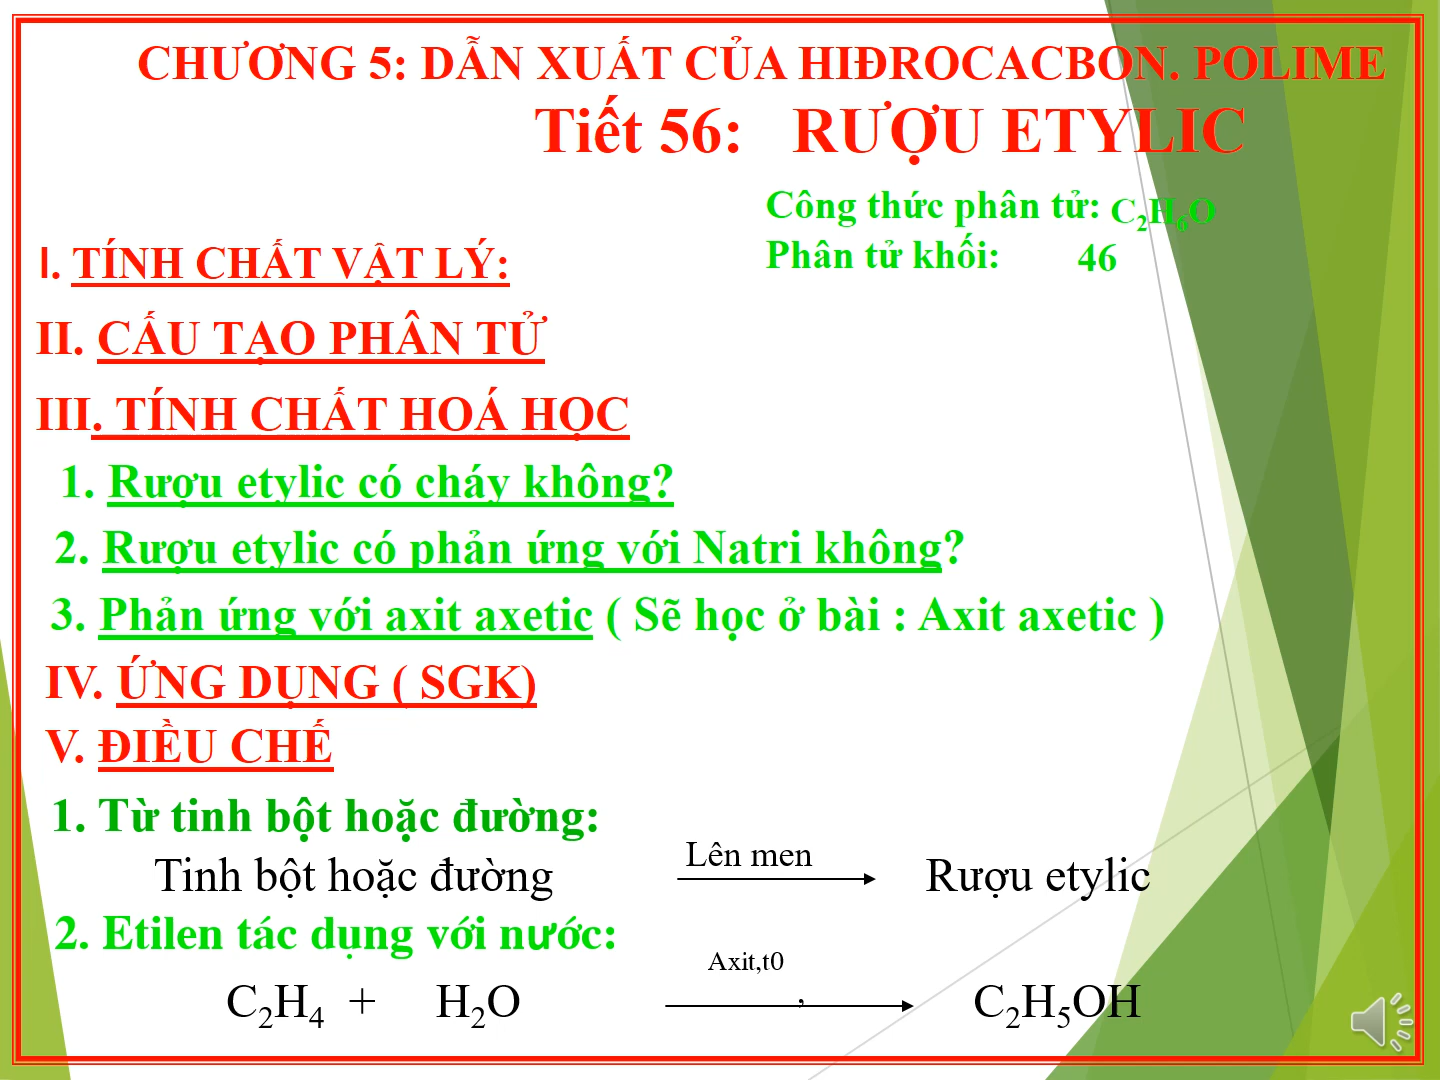 CHƯƠNG 5: DẪN XUẤT CỦA HIĐROCACBON. POLIME
Tiết 56: RƯỢU ETYLIC
Công thức phân tử: C₂H₆O
Phân tử khối: 46
I. TÍNH CHẤT VẬT LÝ:
II. CẤU TẠO PHÂN TỬ
III. TÍNH CHẤT HOÁ HỌC
1. Rượu etylic có cháy không?
2. Rượu etylic có phản ứng với Natri không?
3. Phản ứng với axit axetic ( Sẽ học ở bài : Axit axetic )
IV. ỨNG DỤNG ( SGK)
V. ĐIỀU CHẾ
1. Từ tinh bột hoặc đường:
Lên men
Tinh bột hoặc đường Rượu etylic
2. Etilen tác dụng với nước:
Axit,t0
C₂H₄ + H₂O , C₂H₅OH